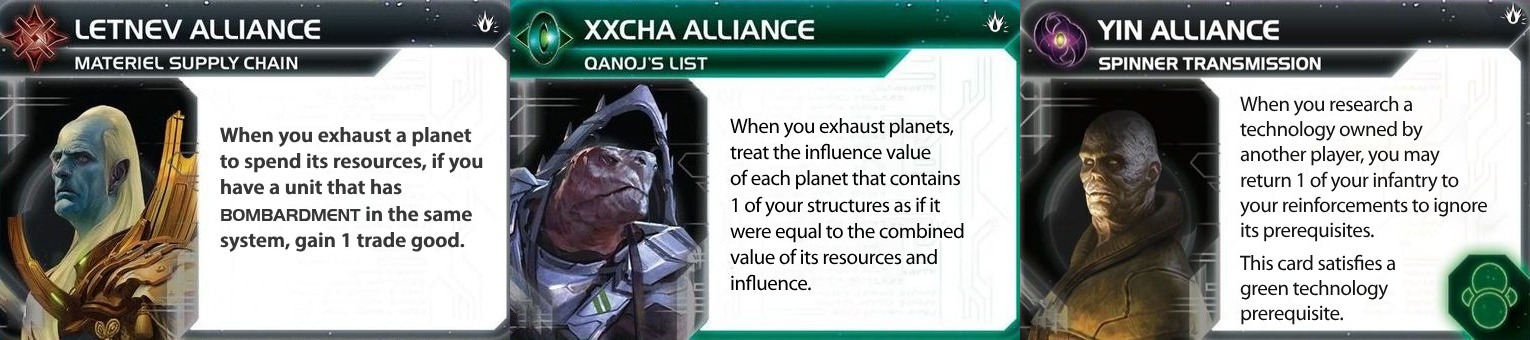 LETNEV ALLIANCE
MATERIEL SUPPLY CHAIN
When you exhaust a planet
to spend its resources, if you
have a unit that has
BOMBARDMENT in the same
system, gain 1 trade good.
XXCHA ALLIANCE
QANOJ'S LIST
When you exhaust planets,
treat the influence value
of each planet that contains
1 of your structures as if it
were equal to the combined
value of its resources and
influence.
YIN ALLIANCE
SPINNER TRANSMISSION
When you research a
technology owned by
another player, you may
return 1 of your infantry to
your reinforcements to ignore
its prerequisites.
This card satisfies a
green technology
prerequisite.